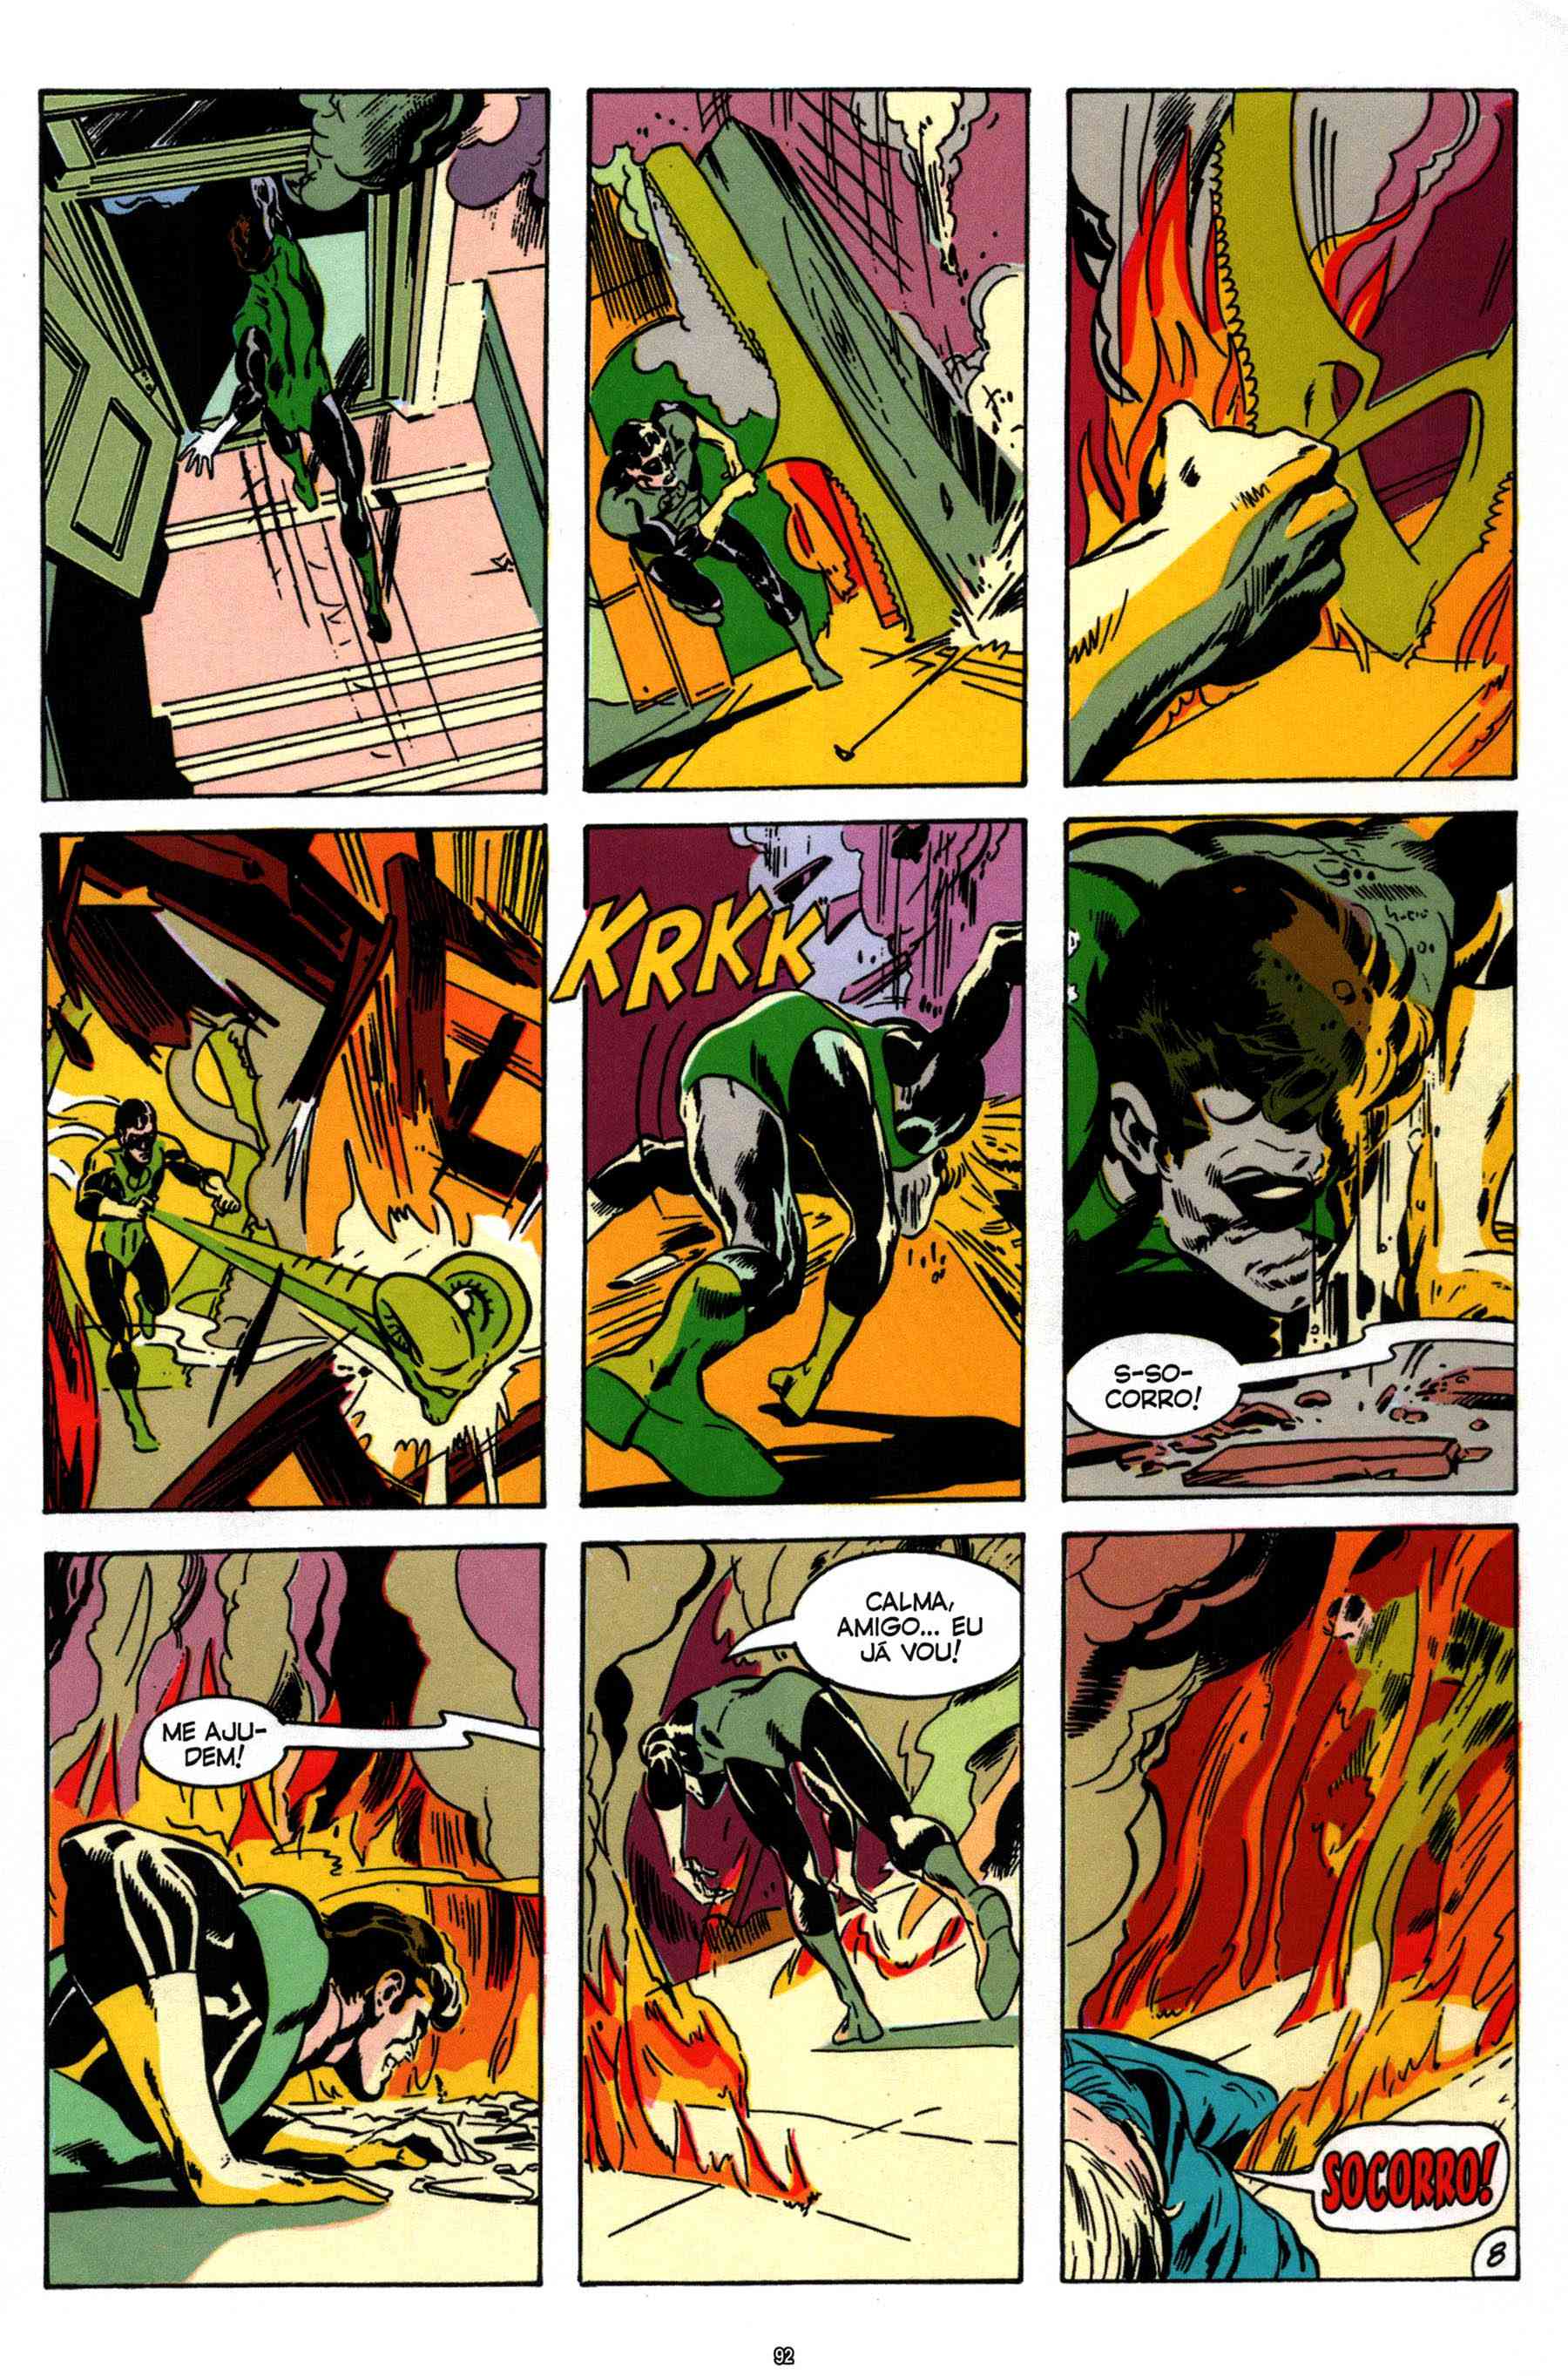 KRKK
S-SO-
CORRO!
ME AJU-
DEM!
CALMA,
AMIGO... EU
JÁ VOU!
SOCORRO!
8
92